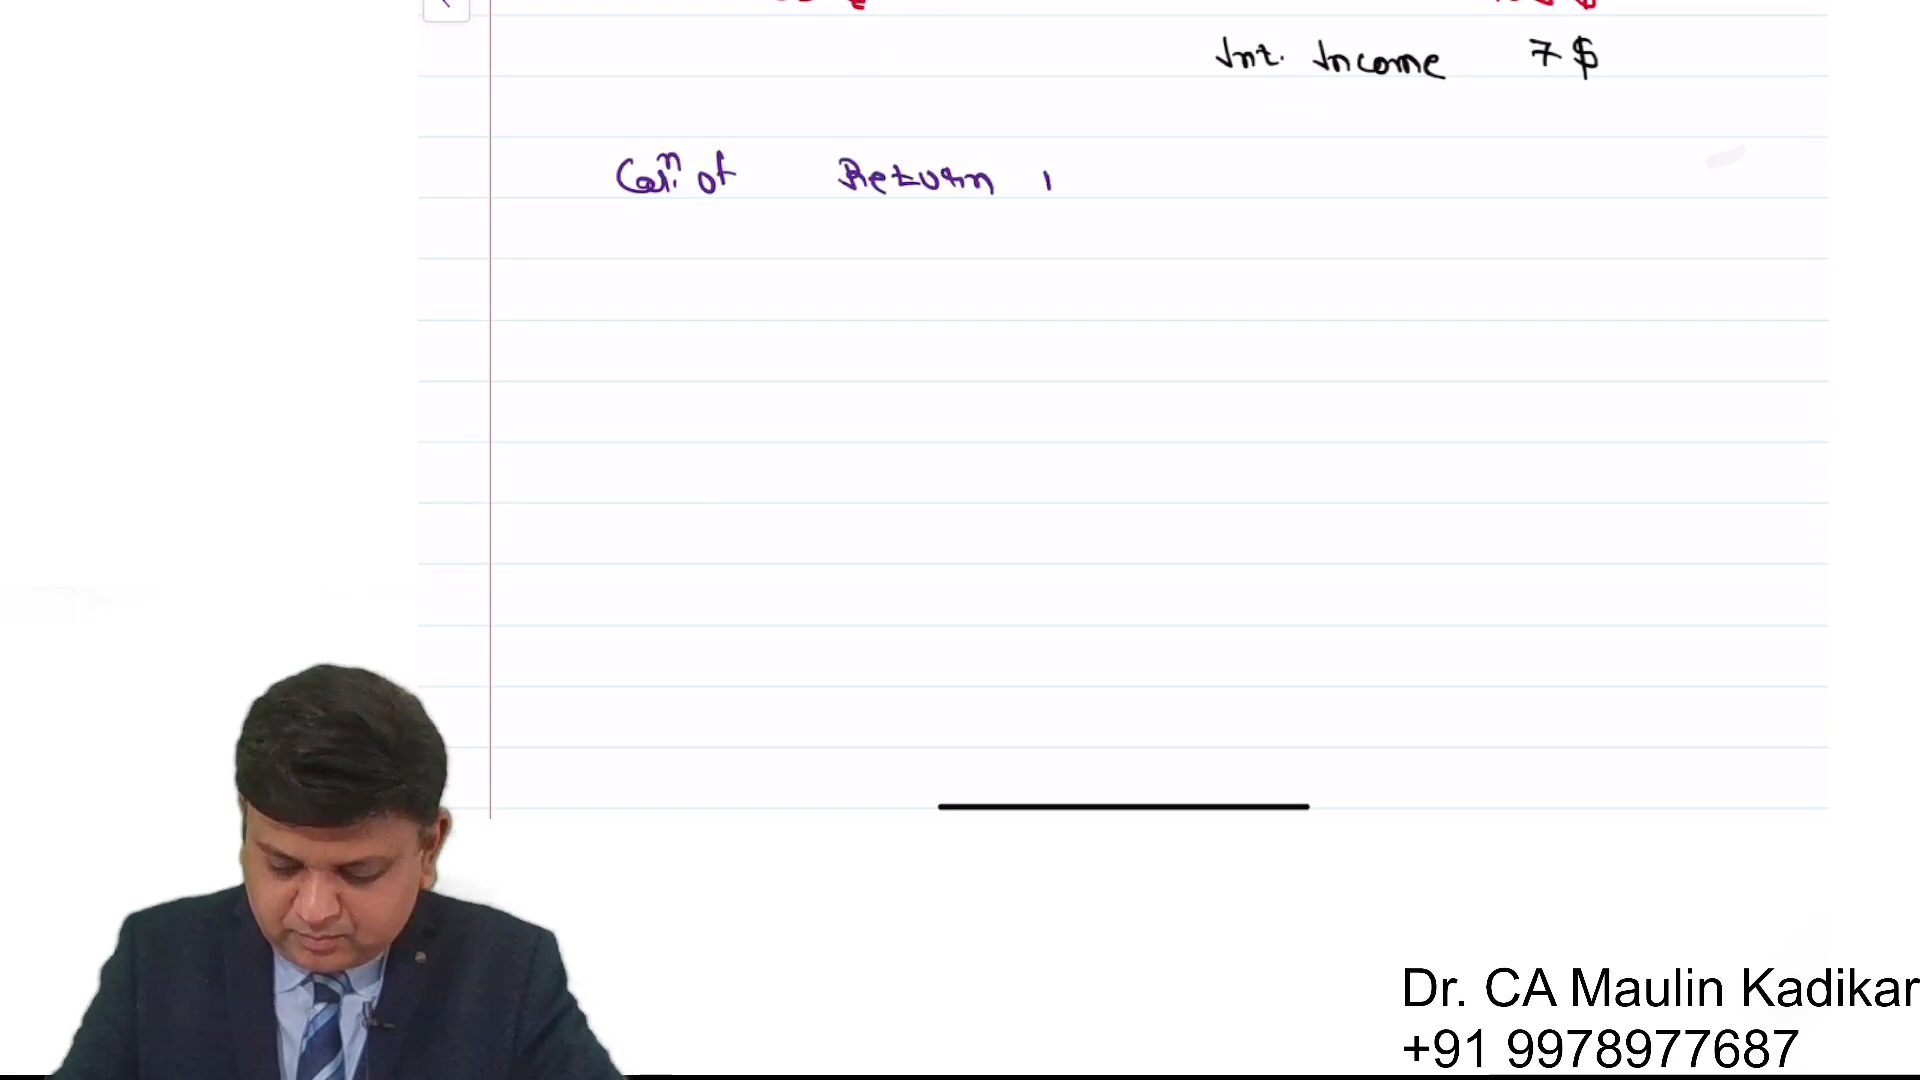 Int. Income 7 $
Calⁿ of Return
Dr. CA Maulin Kadikar
+91 9978977687